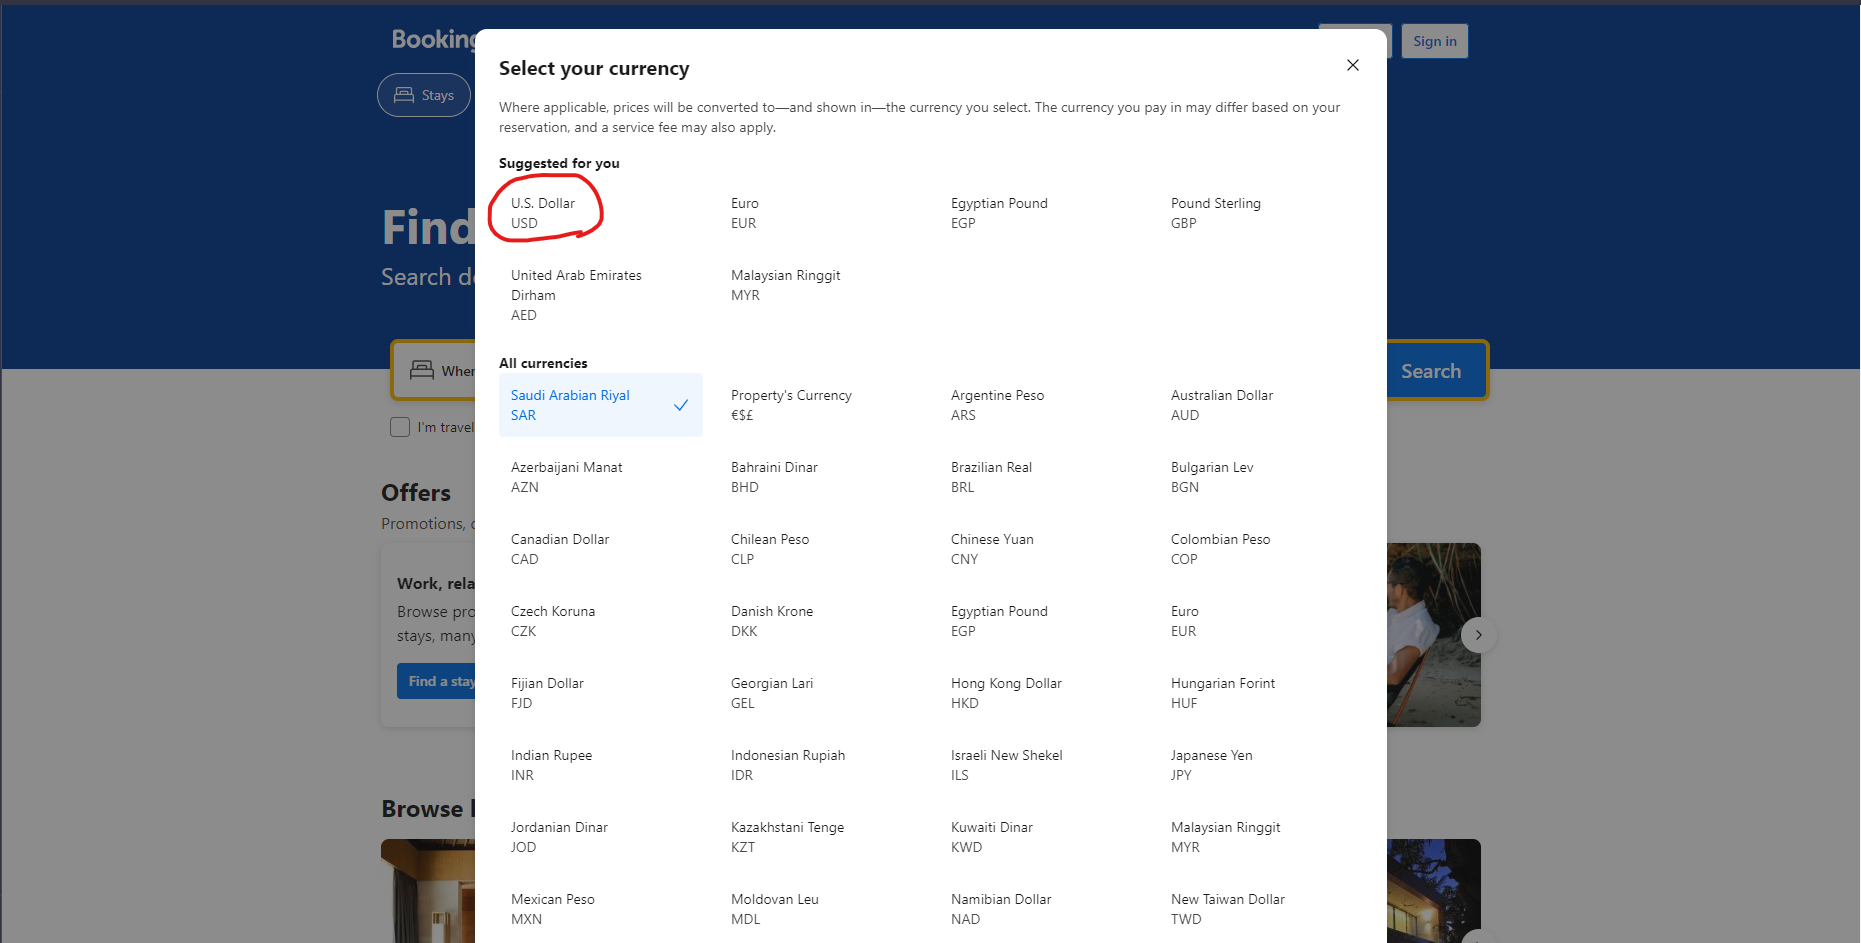 Booking
Sign in
Stays
Select your currency
Where applicable, prices will be converted to—and shown in—the currency you select. The currency you pay in may differ based on your
reservation, and a service fee may also apply.
Suggested for you
U.S. Dollar
USD
Euro
EUR
Egyptian Pound
EGP
Pound Sterling
GBP
United Arab Emirates
Dirham
AED
Malaysian Ringgit
MYR
Find
Search
All currencies
Saudi Arabian Riyal
SAR
Property's Currency
€$£
Argentine Peso
ARS
Australian Dollar
AUD
Search
I'm
Azerbaijani Manat
AZN
Bahraini Dinar
BHD
Brazilian Real
BRL
Bulgarian Lev
BGN
Offers
Promotions,
Canadian Dollar
CAD
Chilean Peso
CLP
Chinese Yuan
CNY
Colombian Peso
COP
Work,
Browse
stays, many
Find a stay
Czech Koruna
CZK
Danish Krone
DKK
Egyptian Pound
EGP
Euro
EUR
Fijian Dollar
FJD
Georgian Lari
GEL
Hong Kong Dollar
HKD
Hungarian Forint
HUF
Indian Rupee
INR
Indonesian Rupiah
IDR
Israeli New Shekel
ILS
Japanese Yen
JPY
Browse
Jordanian Dinar
JOD
Kazakhstani Tenge
KZT
Kuwaiti Dinar
KWD
Malaysian Ringgit
MYR
Mexican Peso
MXN
Moldovan Leu
MDL
Namibian Dollar
NAD
New Taiwan Dollar
TWD